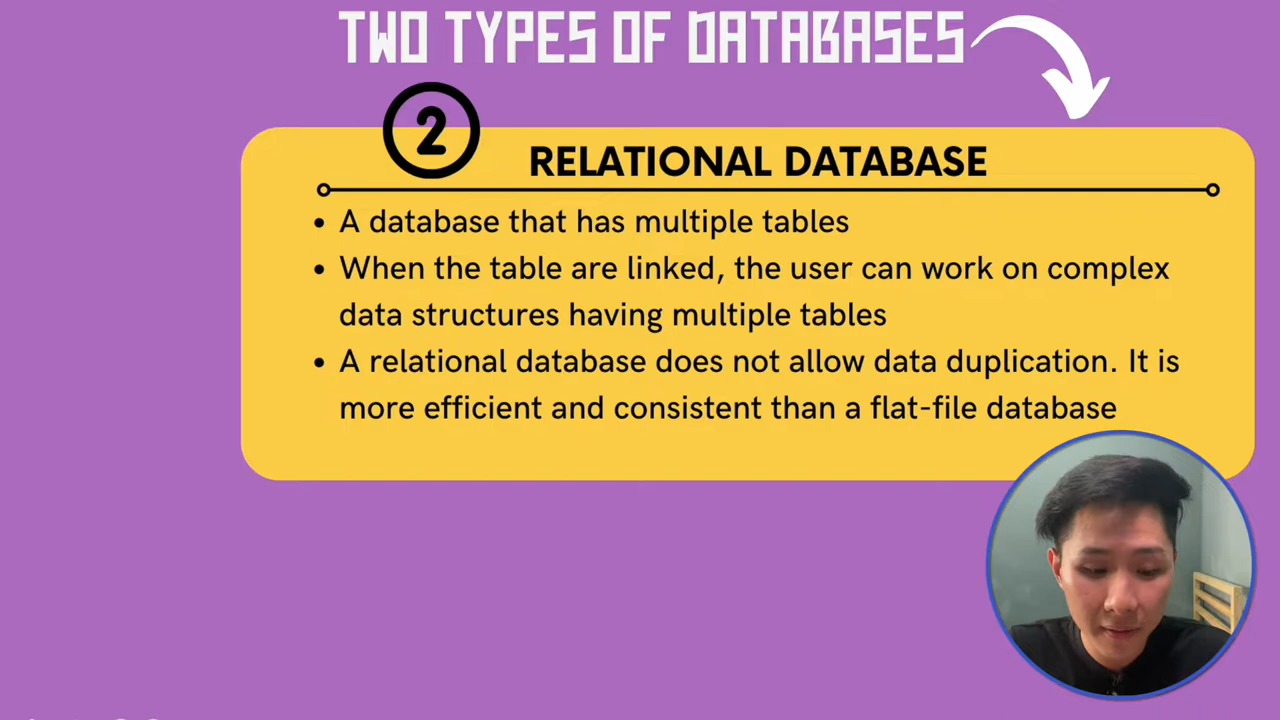 TWO TYPES OF DATABASES
2
RELATIONAL DATABASE
• A database that has multiple tables
• When the table are linked, the user can work on complex
data structures having multiple tables
• A relational database does not allow data duplication. It is
more efficient and consistent than a flat-file database